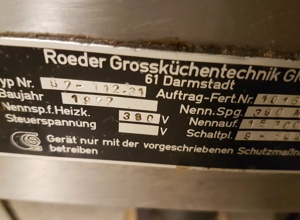 Roeder Grossküchentechnik G
61 Darmstadt
yp Nr. Auftrag-Fert.Nr.
Baujahr Nenn.Spg.
Nennsp.f.Heizk. 380 V Nennauf.
Steuerspannung V Schaltpl.
Gerät nur mit der vorgeschriebenen Schutzmaßn
betreiben